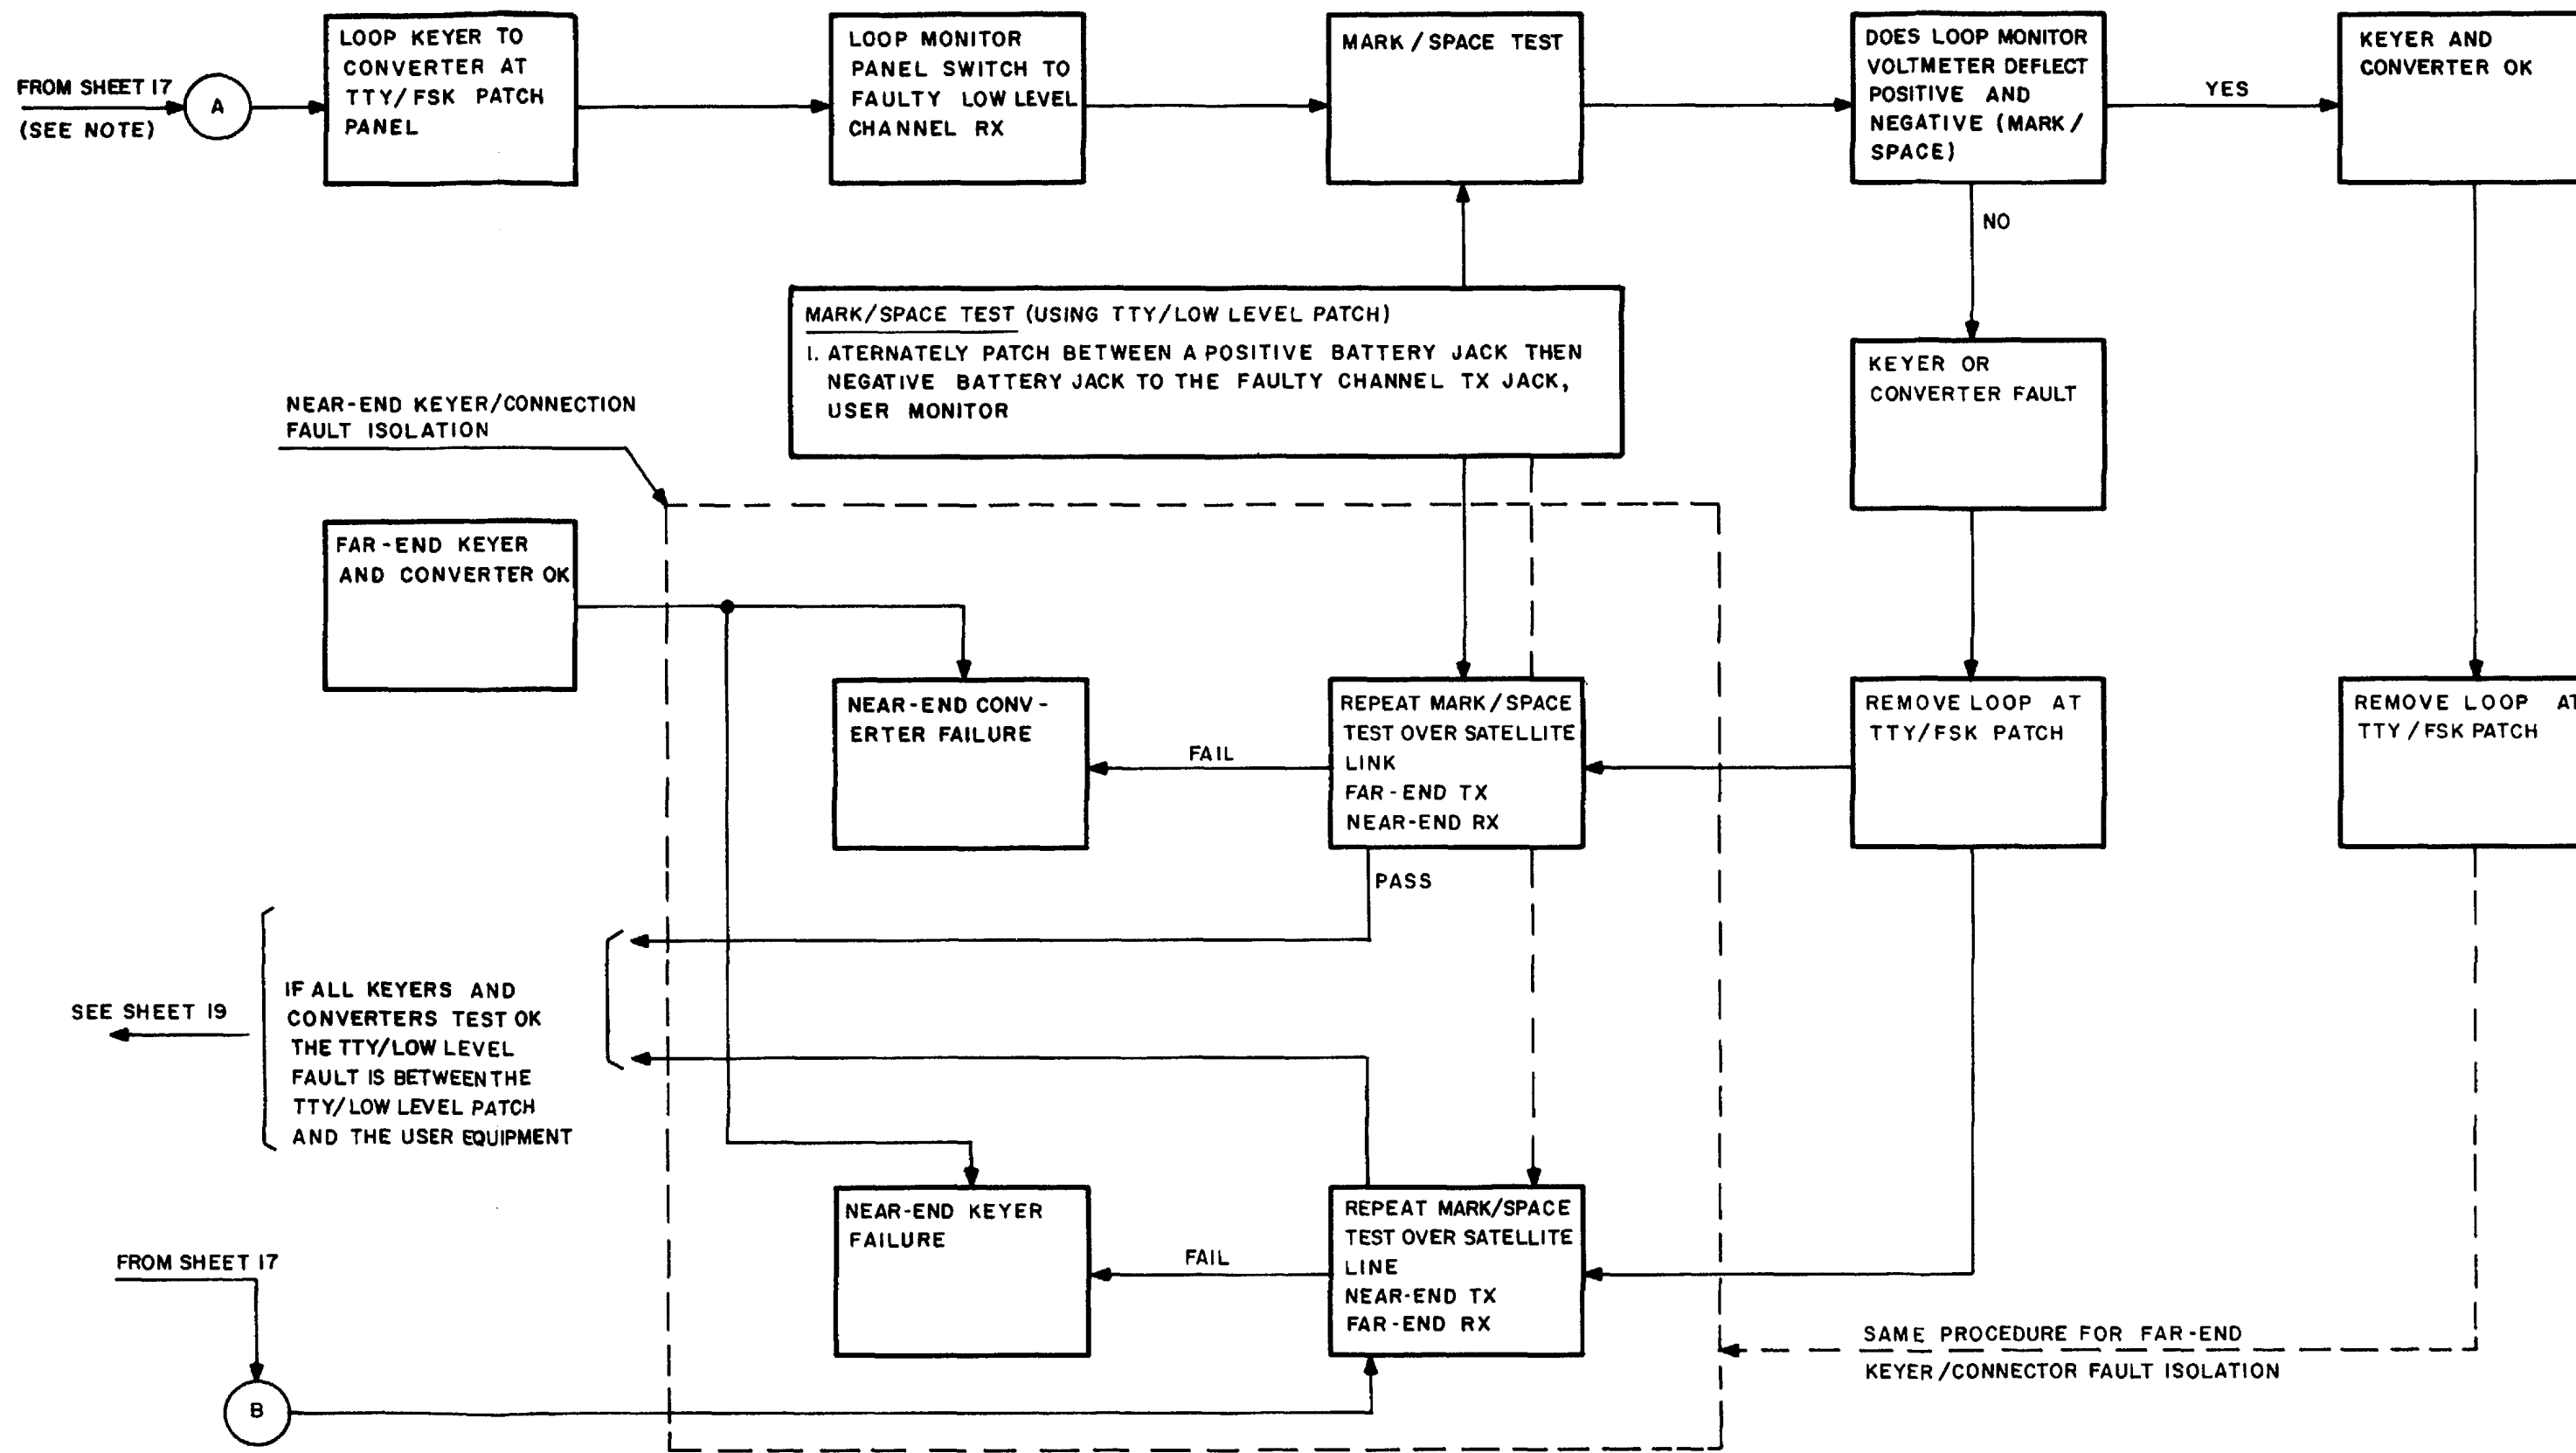 FROM SHEET 17
(SEE NOTE)
A
LOOP KEYER TO
CONVERTER AT
TTY/FSK PATCH
PANEL
LOOP MONITOR
PANEL SWITCH TO
FAULTY LOW LEVEL
CHANNEL RX
MARK / SPACE TEST
DOES LOOP MONITOR
VOLTMETER DEFLECT
POSITIVE AND
NEGATIVE (MARK /
SPACE)
YES
KEYER AND
CONVERTER OK
NO
MARK/SPACE TEST (USING TTY/LOW LEVEL PATCH)
1. ATERNATELY PATCH BETWEEN A POSITIVE BATTERY JACK THEN
NEGATIVE BATTERY JACK TO THE FAULTY CHANNEL TX JACK,
USER MONITOR
KEYER OR
CONVERTER FAULT
NEAR-END KEYER/CONNECTION
FAULT ISOLATION
FAR-END KEYER
AND CONVERTER OK
NEAR-END CONV-
ERTER FAILURE
FAIL
REPEAT MARK/SPACE
TEST OVER SATELLITE
LINK
FAR-END TX
NEAR-END RX
REMOVE LOOP AT
TTY/FSK PATCH
REMOVE LOOP AT
TTY/FSK PATCH
PASS
SEE SHEET 19
IF ALL KEYERS AND
CONVERTERS TEST OK
THE TTY/LOW LEVEL
FAULT IS BETWEEN THE
TTY/LOW LEVEL PATCH
AND THE USER EQUIPMENT
NEAR-END KEYER
FAILURE
FAIL
REPEAT MARK/SPACE
TEST OVER SATELLITE
LINE
NEAR-END TX
FAR-END RX
FROM SHEET 17
B
SAME PROCEDURE FOR FAR-END
KEYER/CONNECTOR FAULT ISOLATION